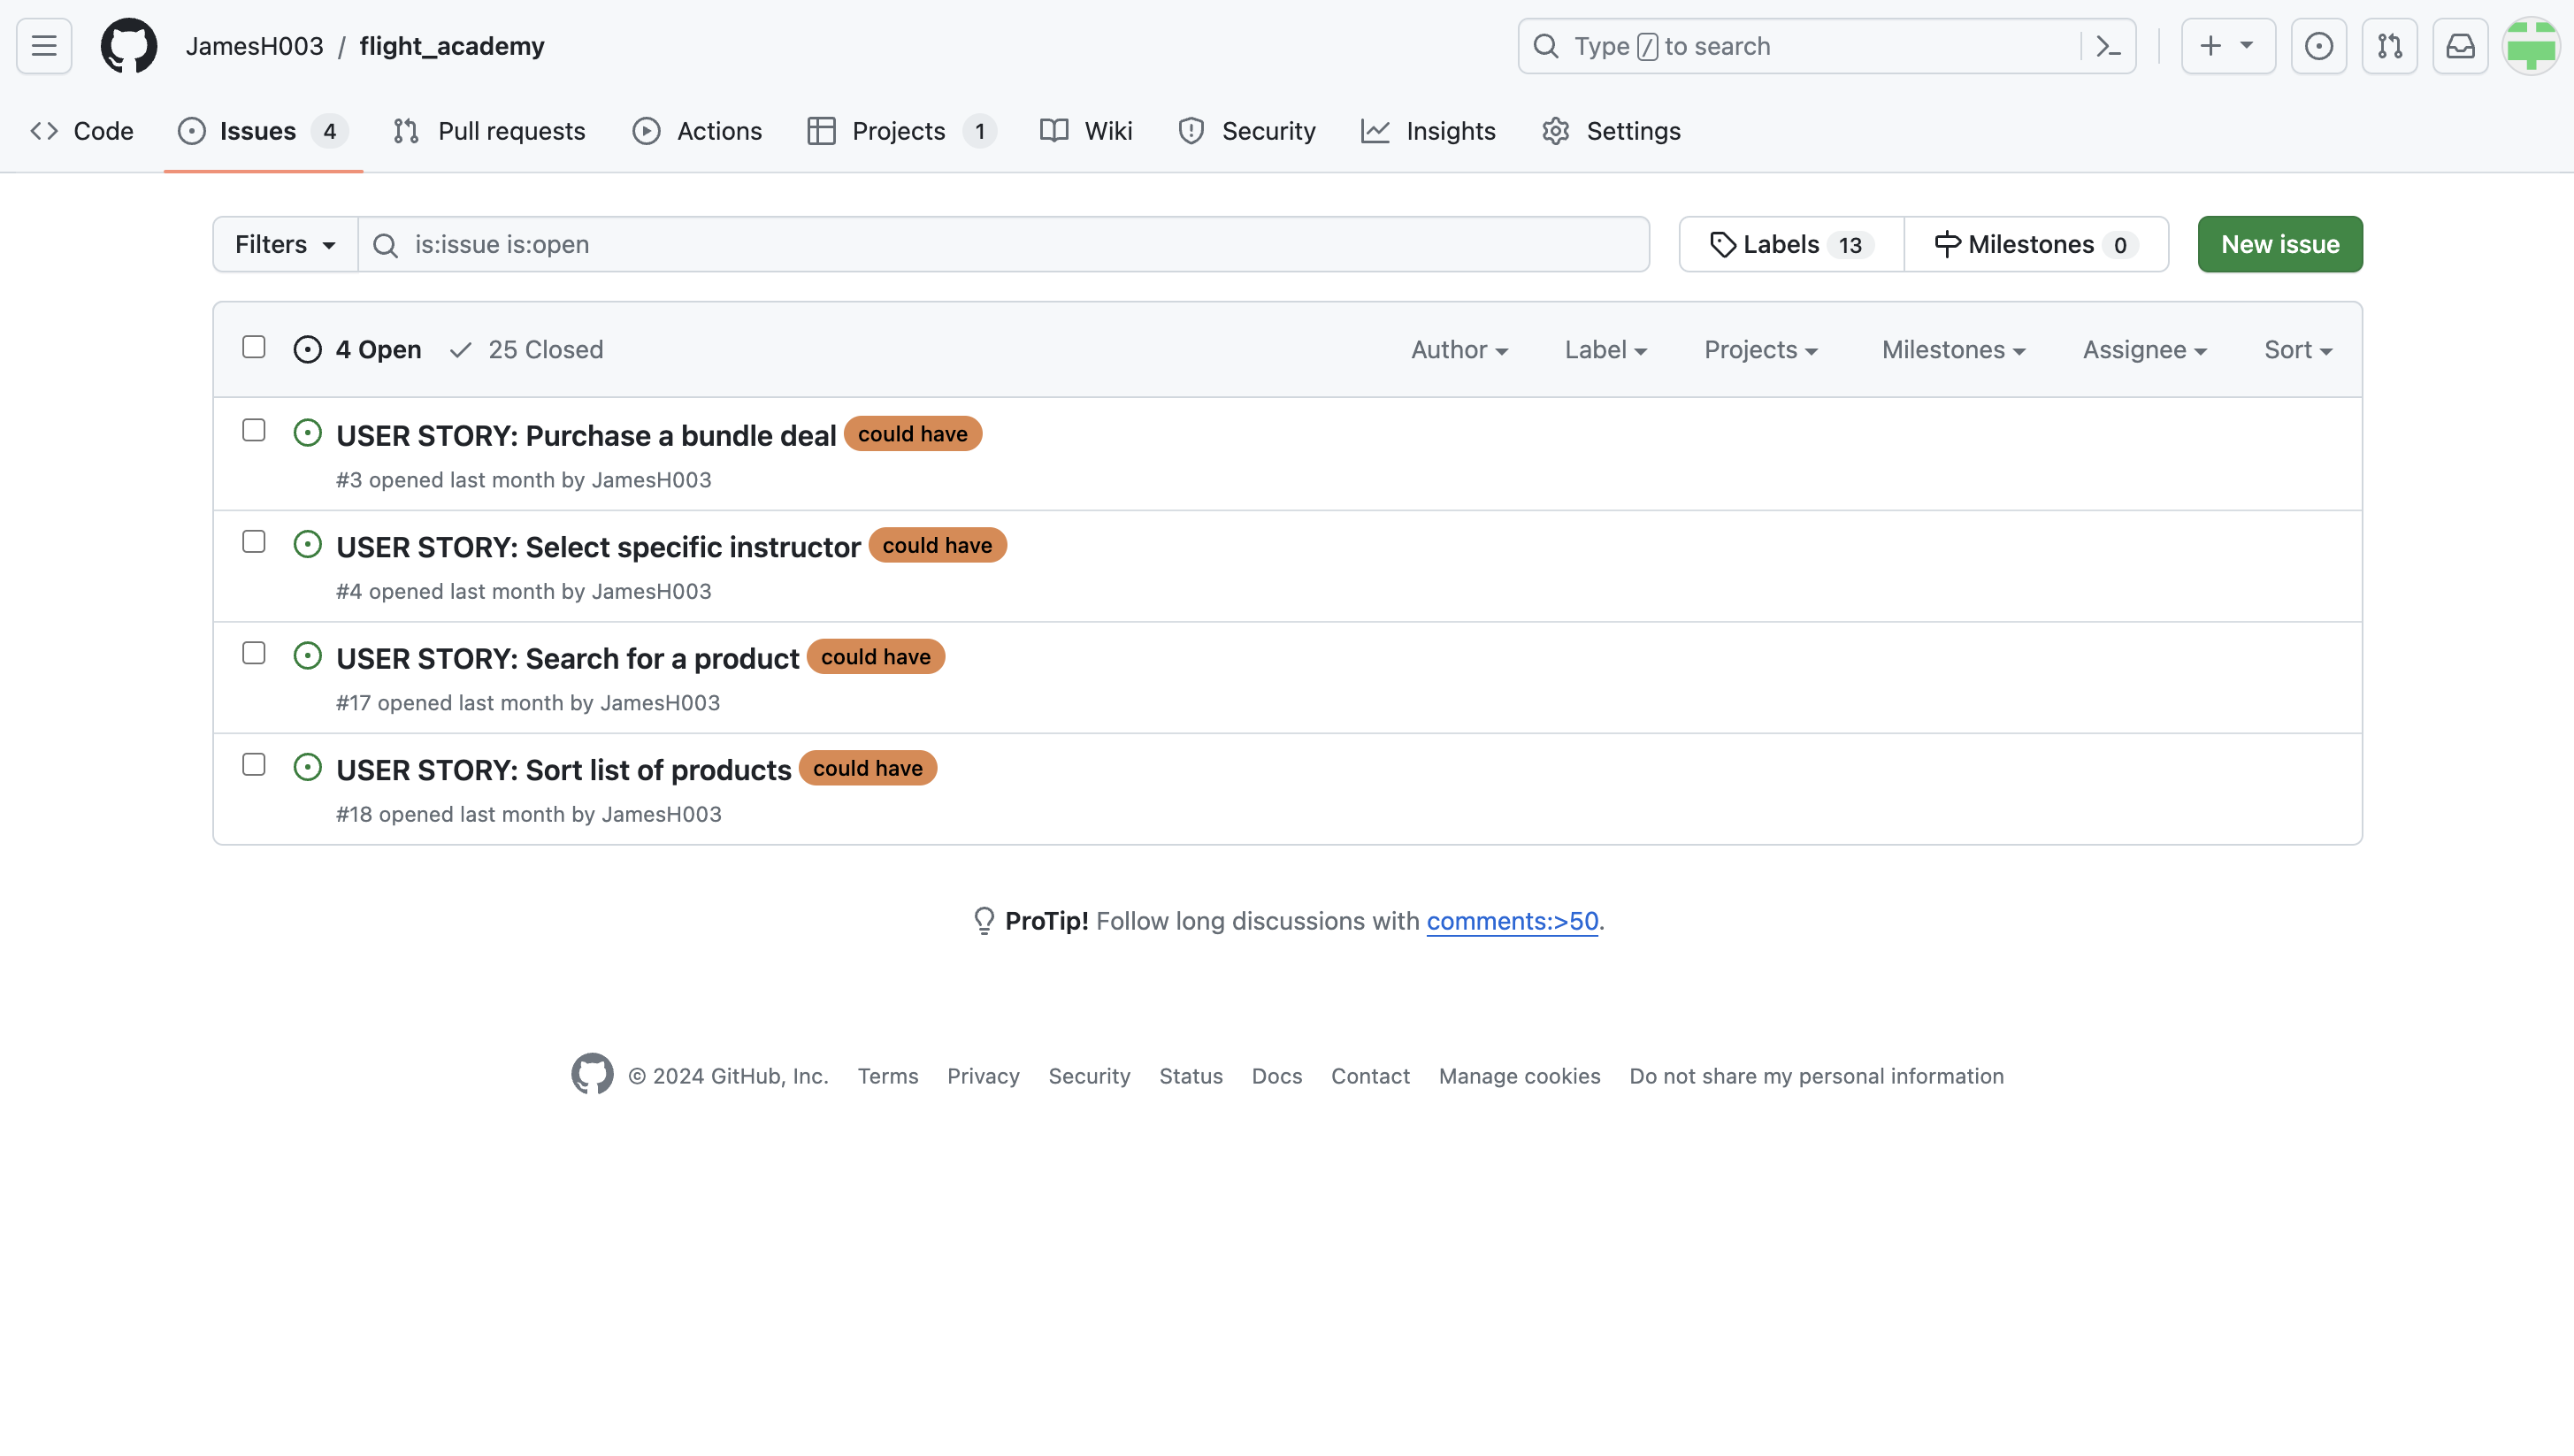 JamesH003 / flight_academy
Type / to search
Code Issues 4 Pull requests Actions Projects 1 Wiki Security Insights Settings
Filters is:issue is:open Labels 13 Milestones 0 New issue
4 Open 25 Closed Author Label Projects Milestones Assignee Sort
USER STORY: Purchase a bundle deal could have
#3 opened last month by JamesH003
USER STORY: Select specific instructor could have
#4 opened last month by JamesH003
USER STORY: Search for a product could have
#17 opened last month by JamesH003
USER STORY: Sort list of products could have
#18 opened last month by JamesH003
ProTip! Follow long discussions with comments:>50.
© 2024 GitHub, Inc. Terms Privacy Security Status Docs Contact Manage cookies Do not share my personal information